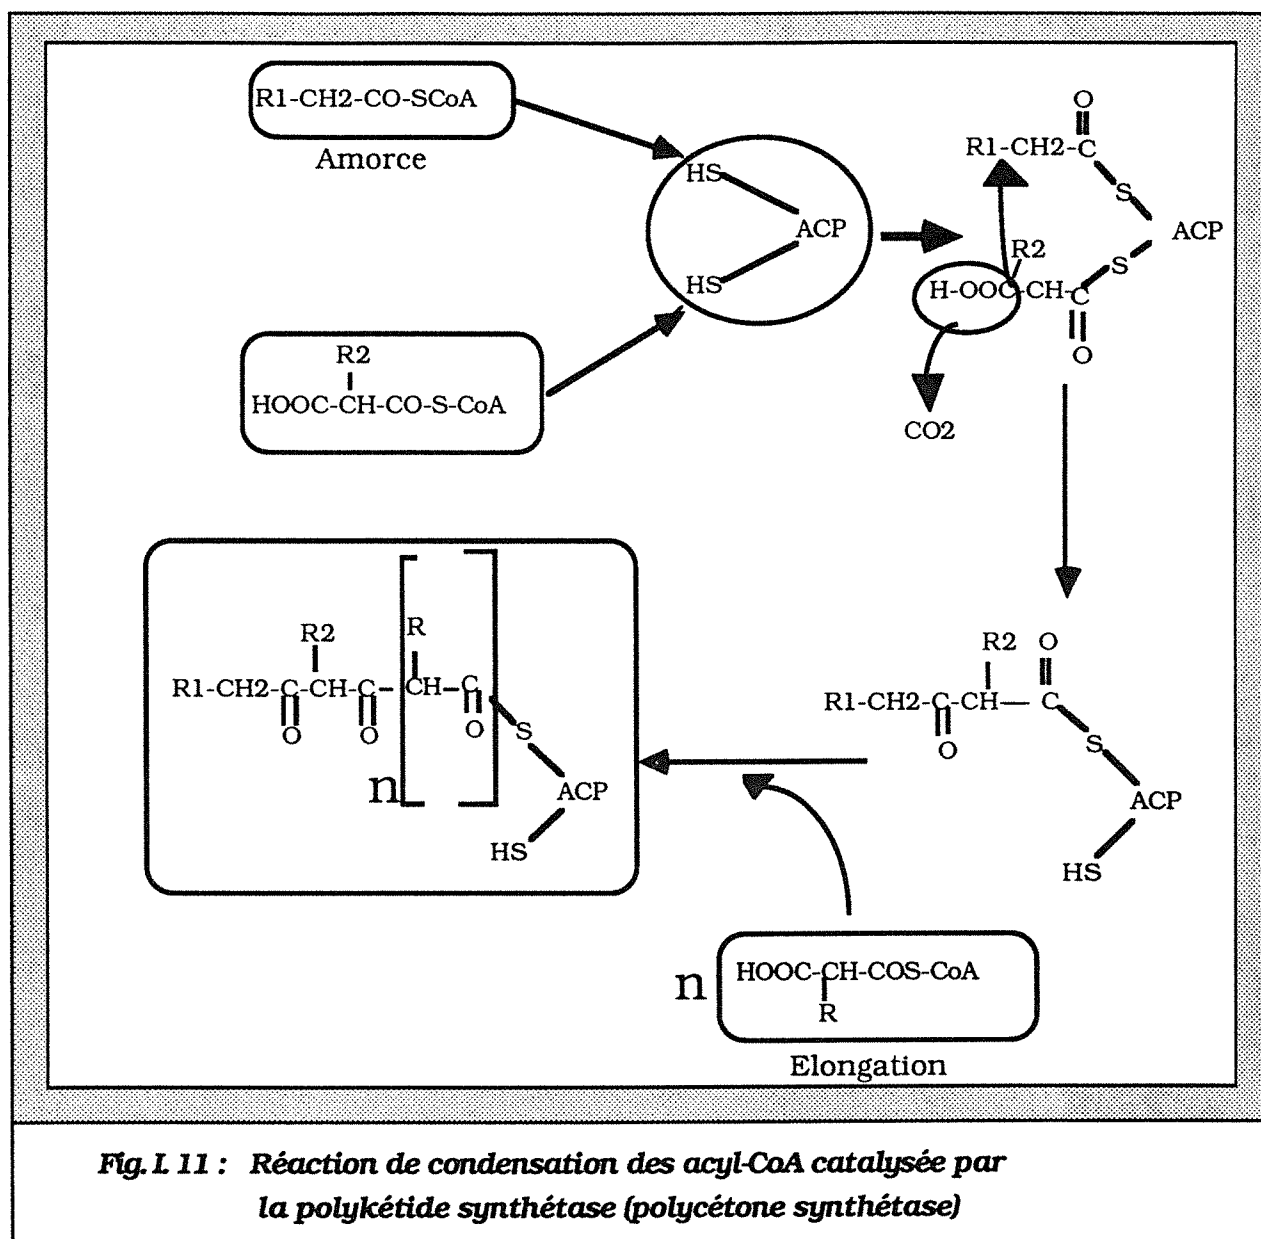 R1-CH2-CO-SCoA
Amorce
HS
ACP
HS
R2
HOOC-CH-CO-S-CoA
O
R1-CH2-C
S
ACP
S
R2
H-OOC-CH-C
O
CO2
R2 O
R1-CH2-C-CH-C
O
S
ACP
HS
R2
R
R1-CH2-C-CH-C-CH-C
O O O
S
n
ACP
HS
n
HOOC-CH-COS-CoA
R
Elongation
Fig. I. 11 : Réaction de condensation des acyl-CoA catalysée par
la polykétide synthétase (polycétone synthétase)